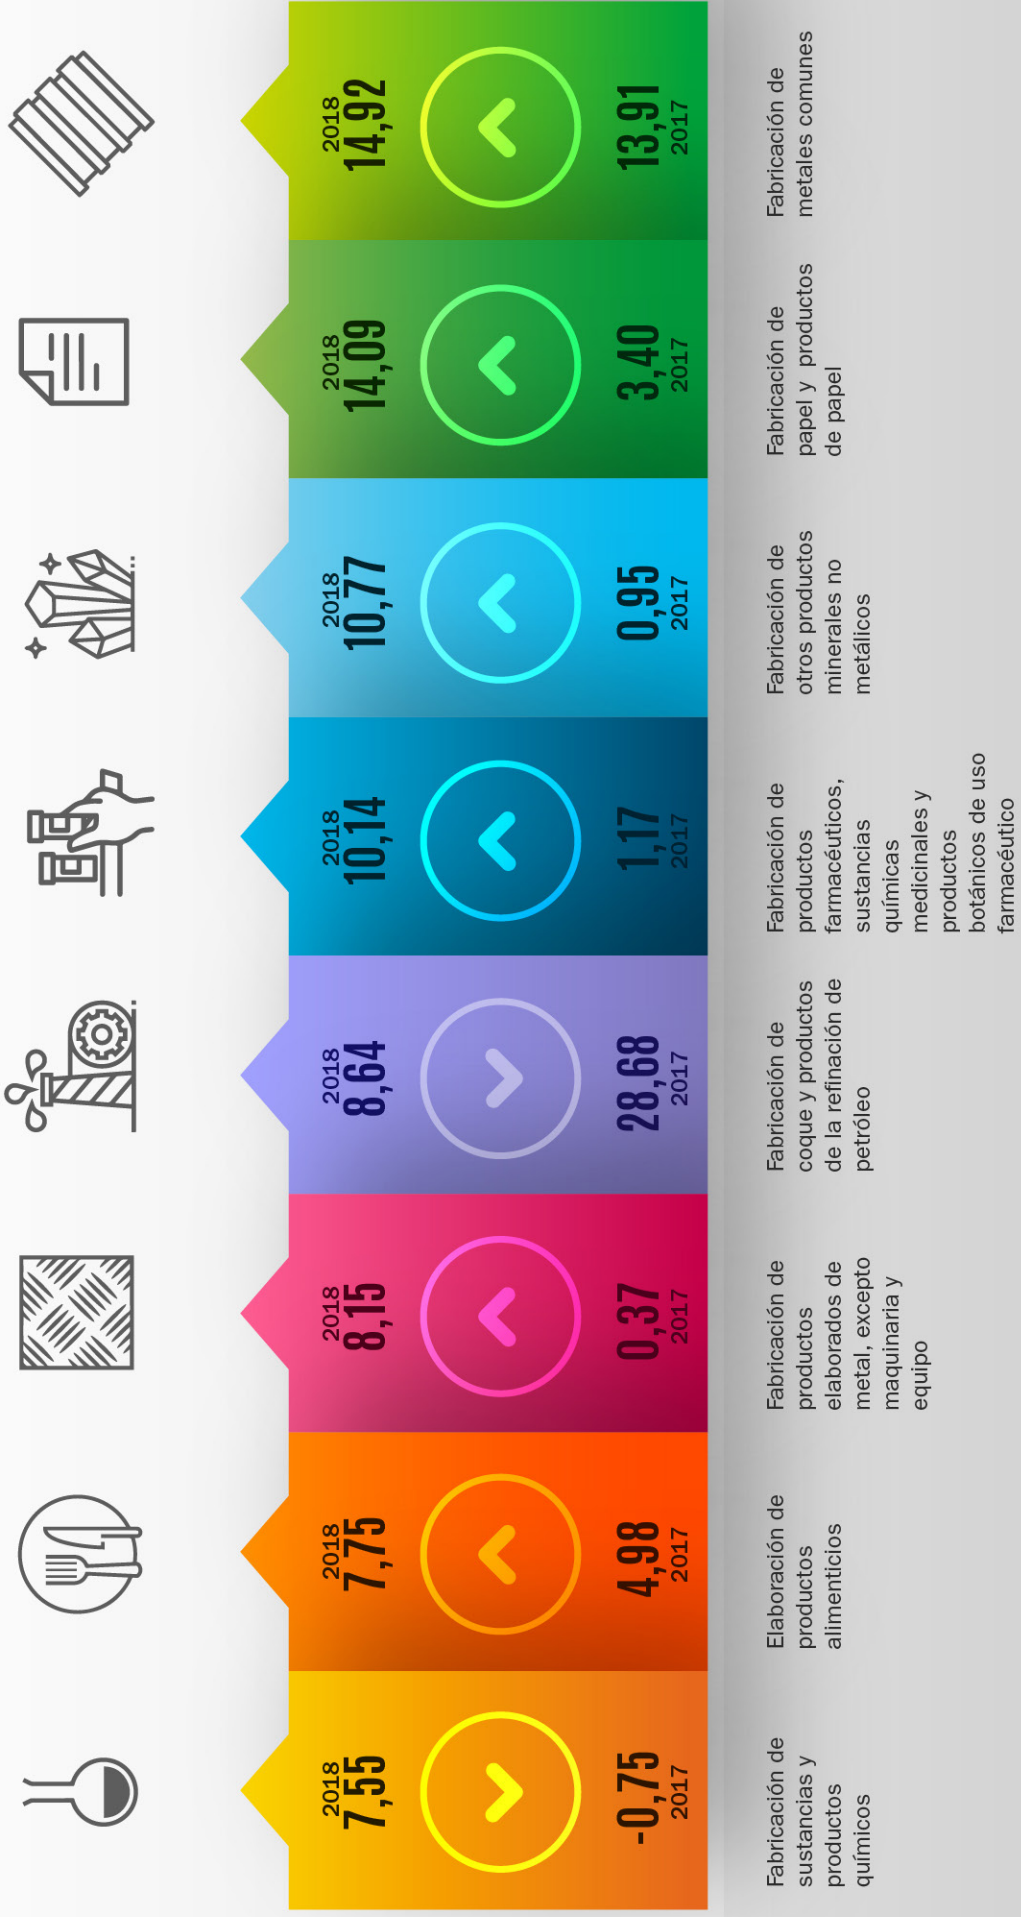 2018
7,55
-0,75
2017
Fabricación de
sustancias y
productos
químicos
2018
7,75
4,98
2017
Elaboración de
productos
alimenticios
2018
8,15
0,37
2017
Fabricación de
productos
elaborados de
metal, excepto
maquinaria y
equipo
2018
8,64
28,68
2017
Fabricación de
coque y productos
de la refinación de
petróleo
2018
10,14
1,17
2017
Fabricación de
productos
farmacéuticos,
sustancias
químicas
medicinales y
productos
botánicos de uso
farmacéutico
2018
10,77
0,95
2017
Fabricación de
otros productos
minerales no
metálicos
2018
14,09
3,40
2017
Fabricación de
papel y productos
de papel
2018
14,92
13,91
2017
Fabricación de
metales comunes